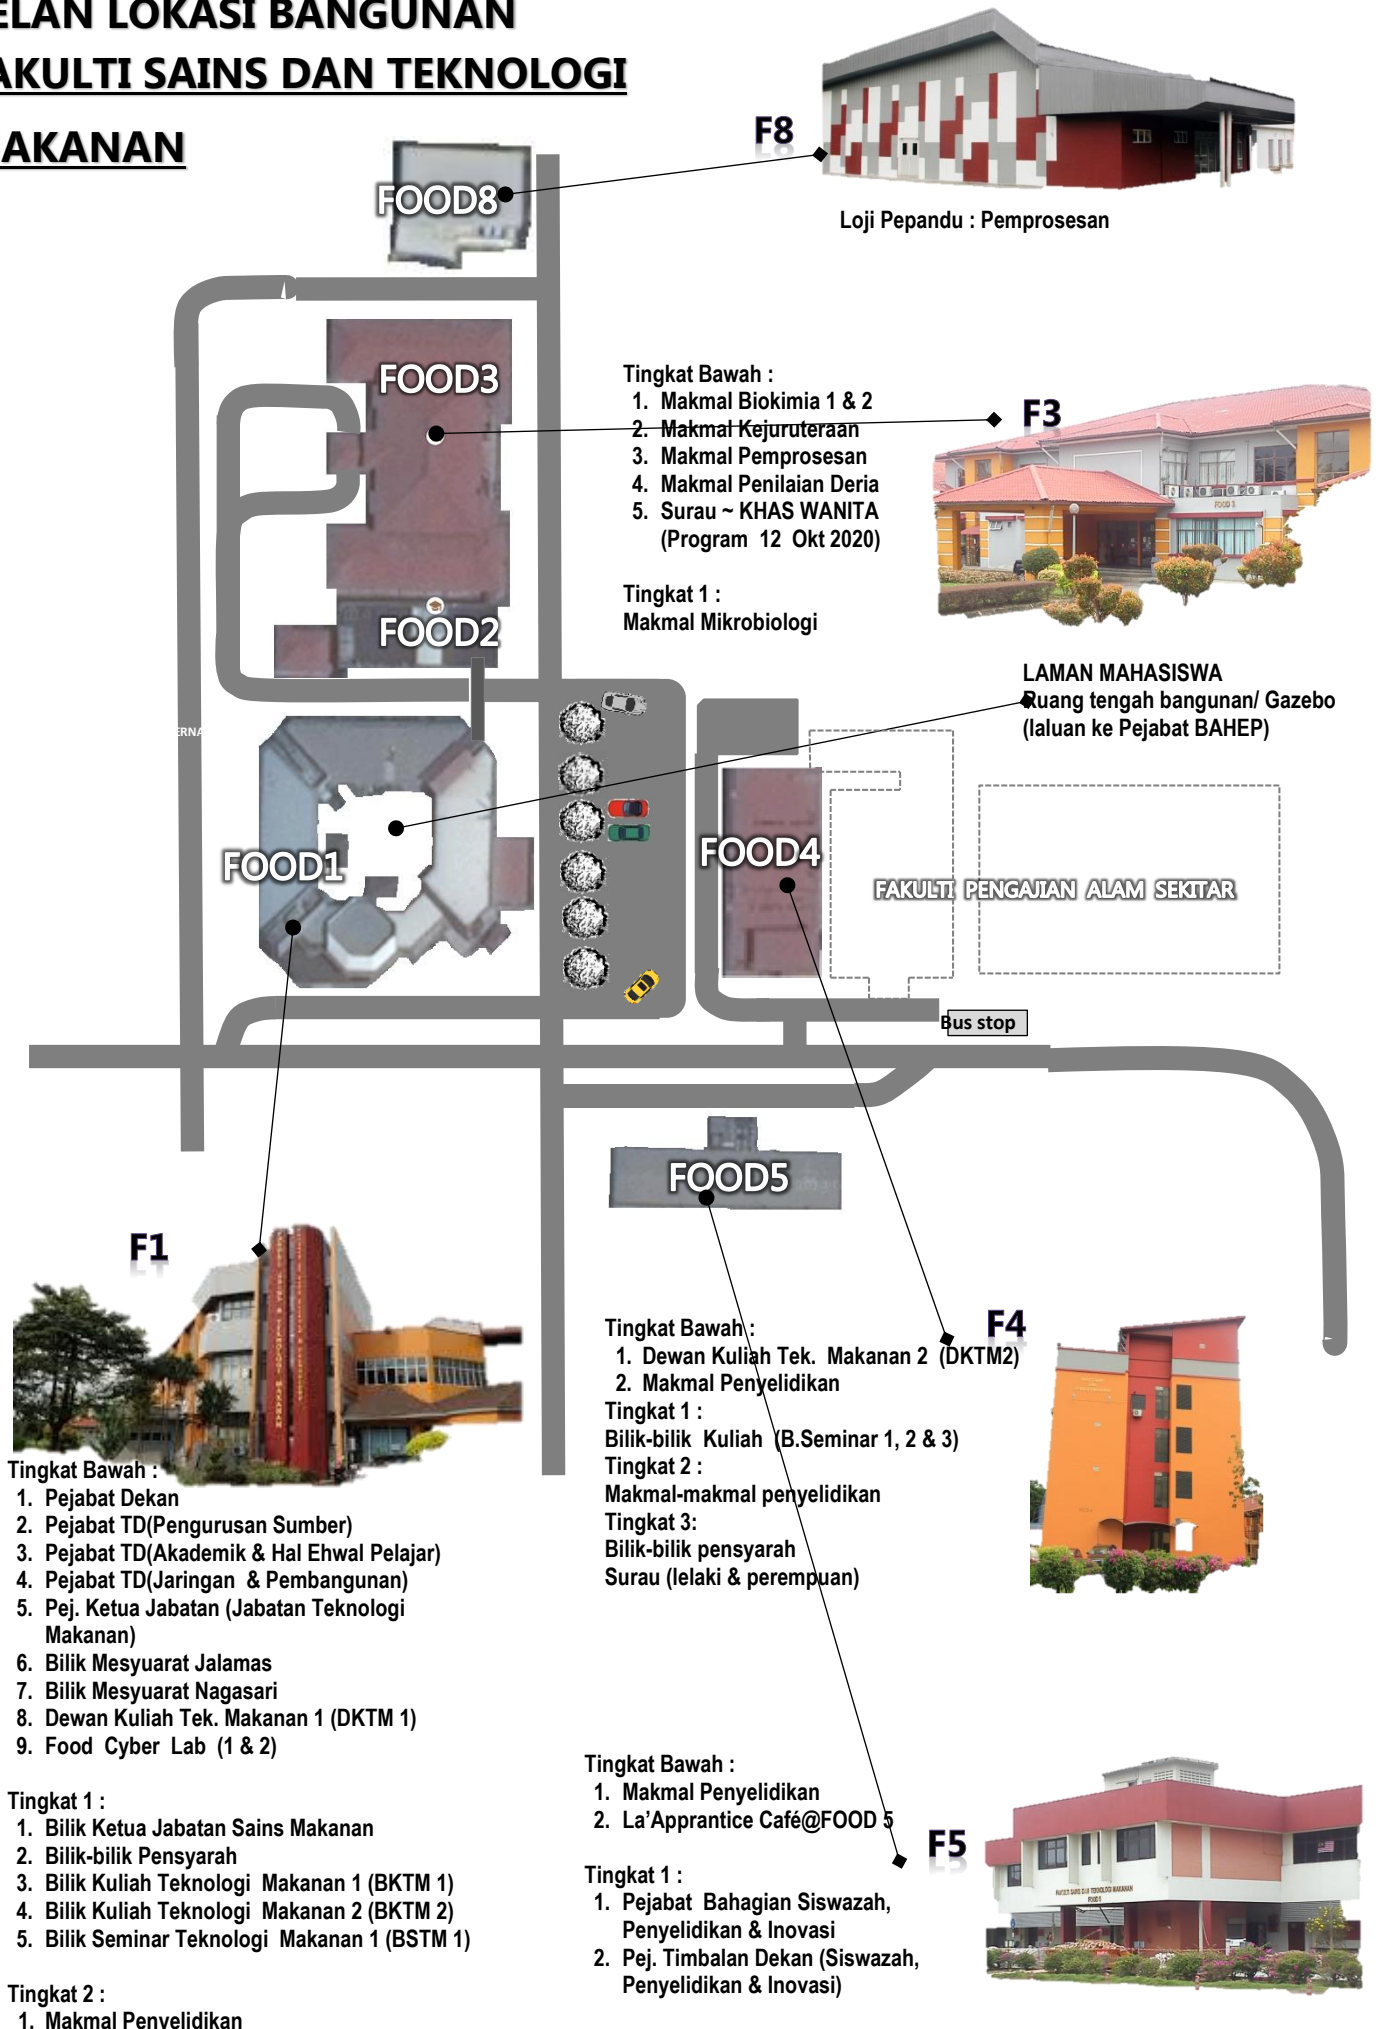 ELAN LOKASI BANGUNAN
AKULTI SAINS DAN TEKNOLOGI
AKANAN
F8
Loji Pepandu : Pemprosesan
FOOD8
FOOD3
Tingkat Bawah :
1. Makmal Biokimia 1 & 2
2. Makmal Kejuruteraan
3. Makmal Pemprosesan
4. Makmal Penilaian Deria
5. Surau ~ KHAS WANITA
(Program 12 Okt 2020)
Tingkat 1 :
Makmal Mikrobiologi
F3
FOOD 3
FOOD2
LAMAN MAHASISWA
Ruang tengah bangunan/ Gazebo
(laluan ke Pejabat BAHEP)
ERNA
FOOD1
FOOD4
FAKULTI PENGAJIAN ALAM SEKITAR
Bus stop
FOOD5
F1
Tingkat Bawah :
1. Pejabat Dekan
2. Pejabat TD(Pengurusan Sumber)
3. Pejabat TD(Akademik & Hal Ehwal Pelajar)
4. Pejabat TD(Jaringan & Pembangunan)
5. Pej. Ketua Jabatan (Jabatan Teknologi
Makanan)
6. Bilik Mesyuarat Jalamas
7. Bilik Mesyuarat Nagasari
8. Dewan Kuliah Tek. Makanan 1 (DKTM 1)
9. Food Cyber Lab (1 & 2)
Tingkat 1 :
1. Bilik Ketua Jabatan Sains Makanan
2. Bilik-bilik Pensyarah
3. Bilik Kuliah Teknologi Makanan 1 (BKTM 1)
4. Bilik Kuliah Teknologi Makanan 2 (BKTM 2)
5. Bilik Seminar Teknologi Makanan 1 (BSTM 1)
Tingkat 2 :
1. Makmal Penyelidikan
F4
Tingkat Bawah :
1. Dewan Kuliah Tek. Makanan 2 (DKTM2)
2. Makmal Penyelidikan
Tingkat 1 :
Bilik-bilik Kuliah (B.Seminar 1, 2 & 3)
Tingkat 2 :
Makmal-makmal penyelidikan
Tingkat 3:
Bilik-bilik pensyarah
Surau (lelaki & perempuan)
Tingkat Bawah :
1. Makmal Penyelidikan
2. La'Apprantice Café@FOOD 5
Tingkat 1 :
1. Pejabat Bahagian Siswazah,
Penyelidikan & Inovasi
2. Pej. Timbalan Dekan (Siswazah,
Penyelidikan & Inovasi)
F5
FAKULTI SAINS DAN TEKNOLOGI MAKANAN
FOOD 5